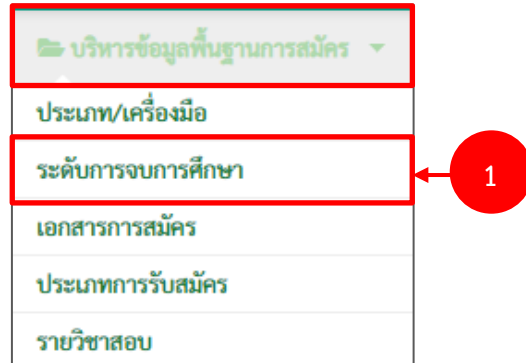 บริหารข้อมูลพื้นฐานการสมัคร
ประเภท/เครื่องมือ
ระดับการจบการศึกษา
1
เอกสารการสมัคร
ประเภทการรับสมัคร
รายวิชาสอบ